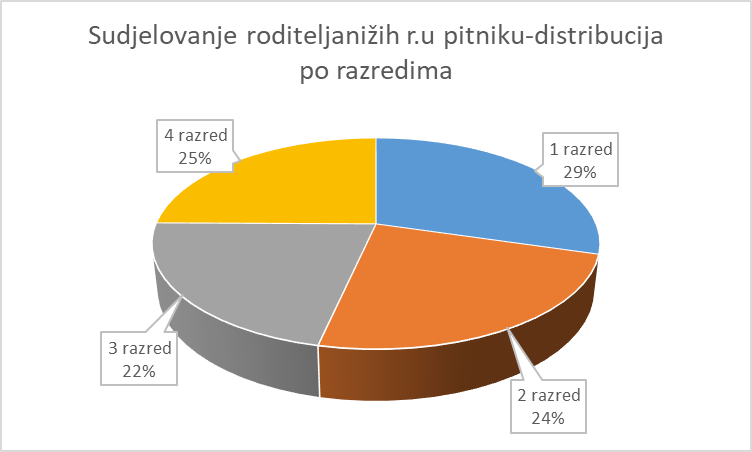 Sudjelovanje roditeljanižih r.u pitniku-distribucija
po razredima
4 razred
25%
1 razred
29%
3 razred
22%
2 razred
24%